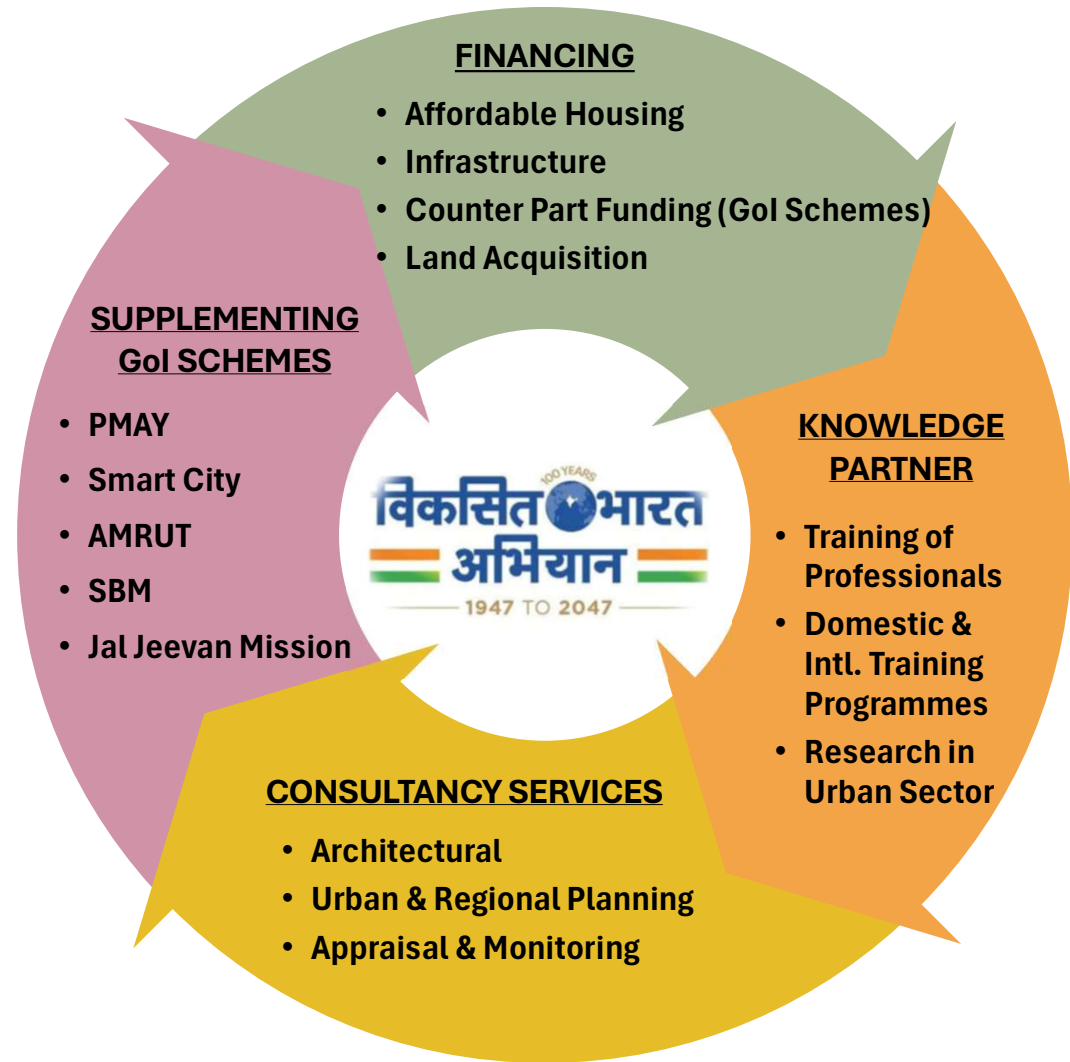 FINANCING
• Affordable Housing
• Infrastructure
• Counter Part Funding (GoI Schemes)
• Land Acquisition
SUPPLEMENTING
GoI SCHEMES
• PMAY
• Smart City
• AMRUT
• SBM
• Jal Jeevan Mission
100 YEARS
विकसित भारत
अभियान
1947 TO 2047
KNOWLEDGE
PARTNER
• Training of
Professionals
• Domestic &
Intl. Training
Programmes
• Research in
Urban Sector
CONSULTANCY SERVICES
• Architectural
• Urban & Regional Planning
• Appraisal & Monitoring